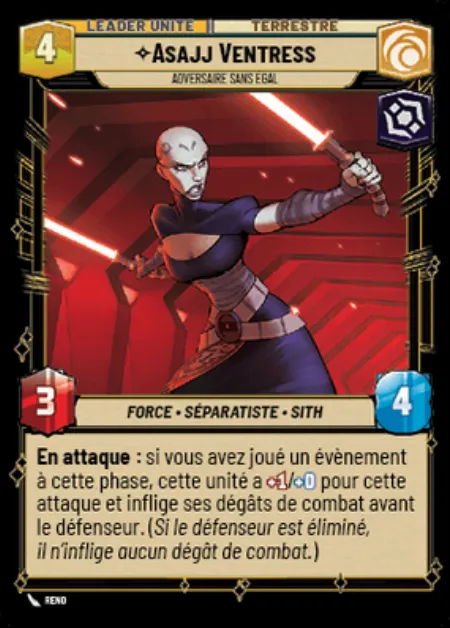 LEADER UNITÉ TERRESTRE
4
ASAJJ VENTRESS
ADVERSAIRE SANS EGAL
3
FORCE • SÉPARATISTE • SITH
4
En attaque : si vous avez joué un évènement
à cette phase, cette unité a +1/+0 pour cette
attaque et inflige ses dégâts de combat avant
le défenseur. (Si le défenseur est éliminé,
il n'inflige aucun dégât de combat.)
RENO